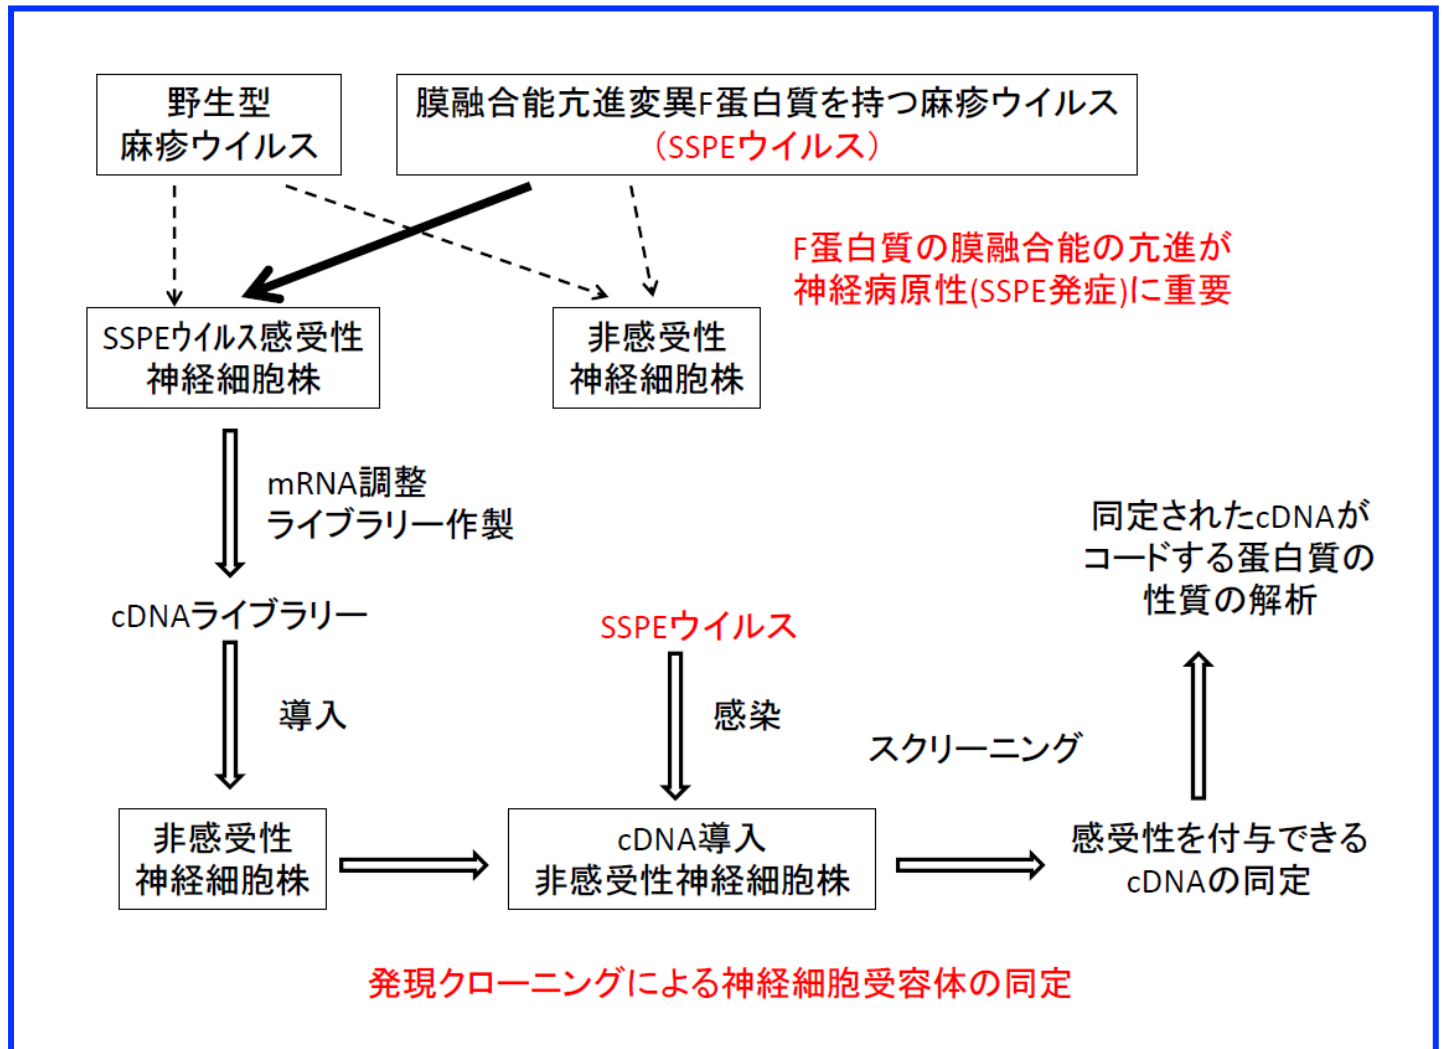 野生型
麻疹ウイルス
膜融合能亢進変異F蛋白質を持つ麻疹ウイルス
（SSPEウイルス）
F蛋白質の膜融合能の亢進が
神経病原性(SSPE発症)に重要
SSPEウイルス感受性
神経細胞株
非感受性
神経細胞株
mRNA調整
ライブラリー作製
cDNAライブラリー
導入
非感受性
神経細胞株
SSPEウイルス
感染
cDNA導入
非感受性神経細胞株
スクリーニング
感受性を付与できる
cDNAの同定
同定されたcDNAが
コードする蛋白質の
性質の解析
発現クローニングによる神経細胞受容体の同定